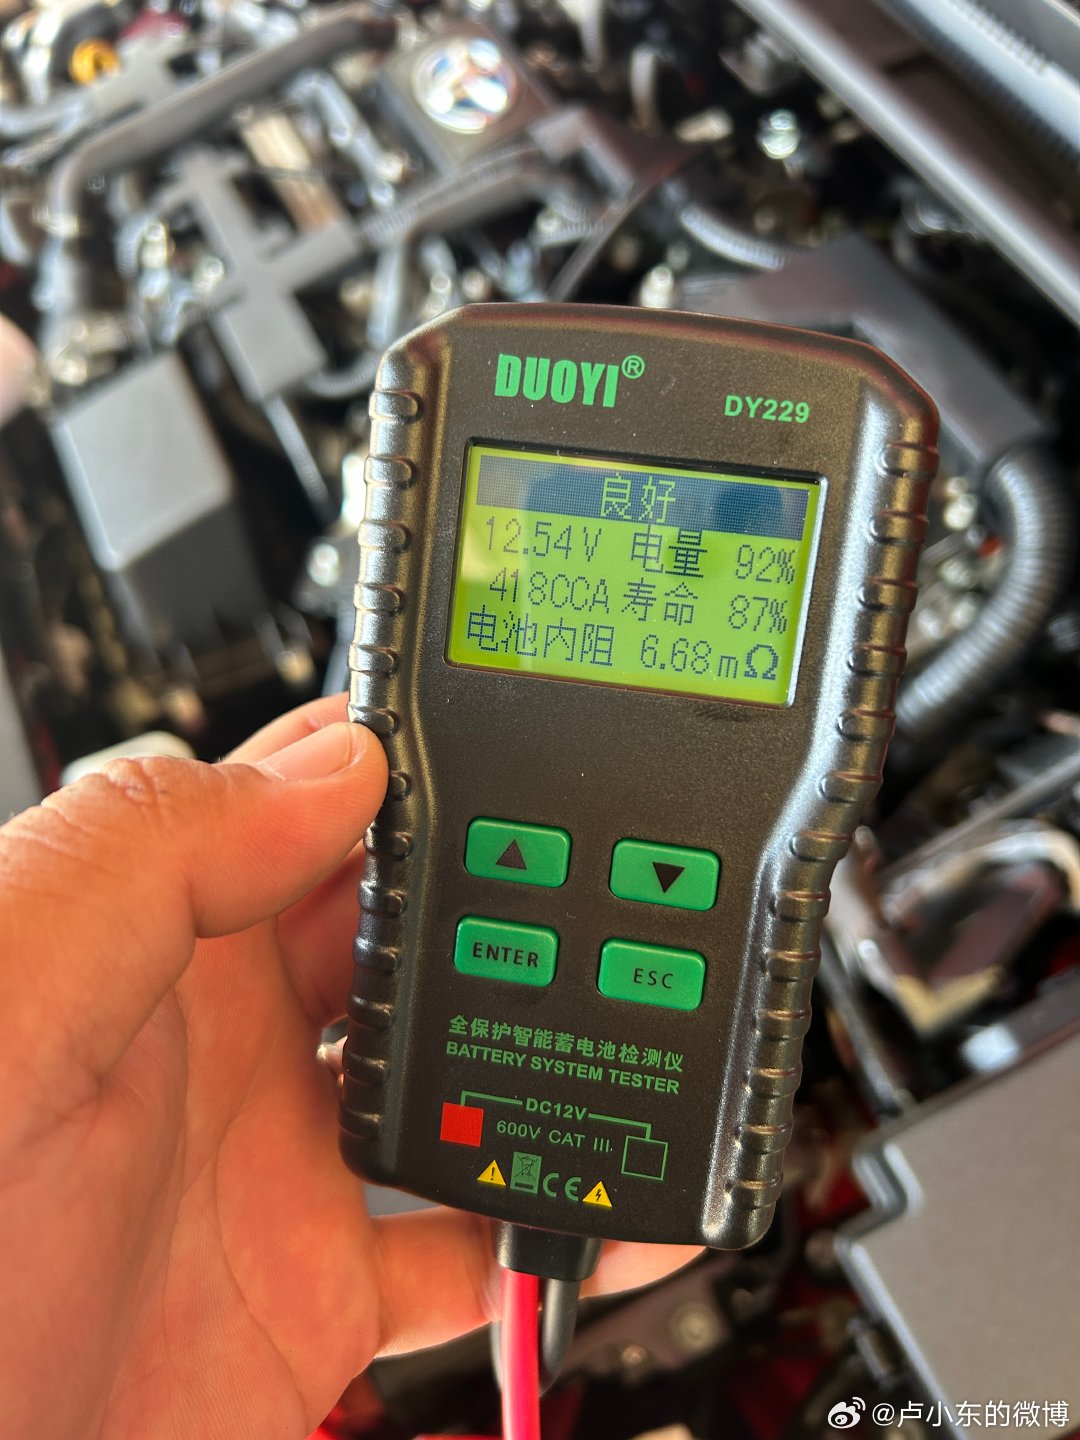 DUOYI®
DY229
良好
12.54V 电量 92%
418CCA 寿命 87%
电池内阻 6.68mΩ
▲ ▼
ENTER ESC
全保护智能蓄电池检测仪
BATTERY SYSTEM TESTER
DC12V
600V CAT III
CE
@卢小东的微博